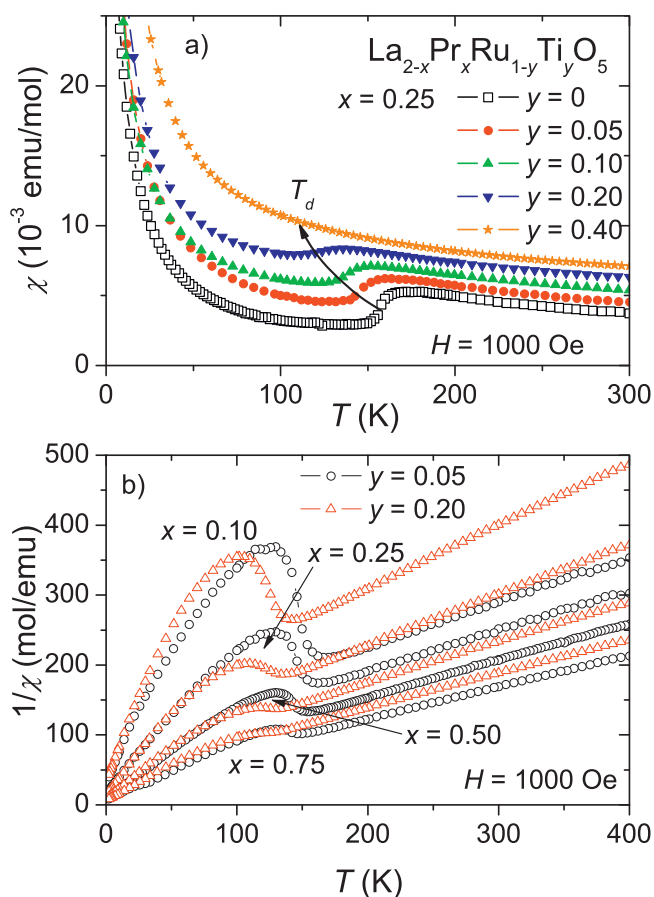 a)
La₂₋ₓPrₓRu₁₋ᵧTiᵧO₅
x = 0.25
y = 0
y = 0.05
y = 0.10
y = 0.20
y = 0.40
T_d
H = 1000 Oe
χ (10⁻³ emu/mol)
20
10
0
0
100
200
300
T (K)
b)
y = 0.05
y = 0.20
x = 0.10
x = 0.25
x = 0.50
x = 0.75
H = 1000 Oe
1/χ (mol/emu)
500
400
300
200
100
0
0
100
200
300
400
T (K)